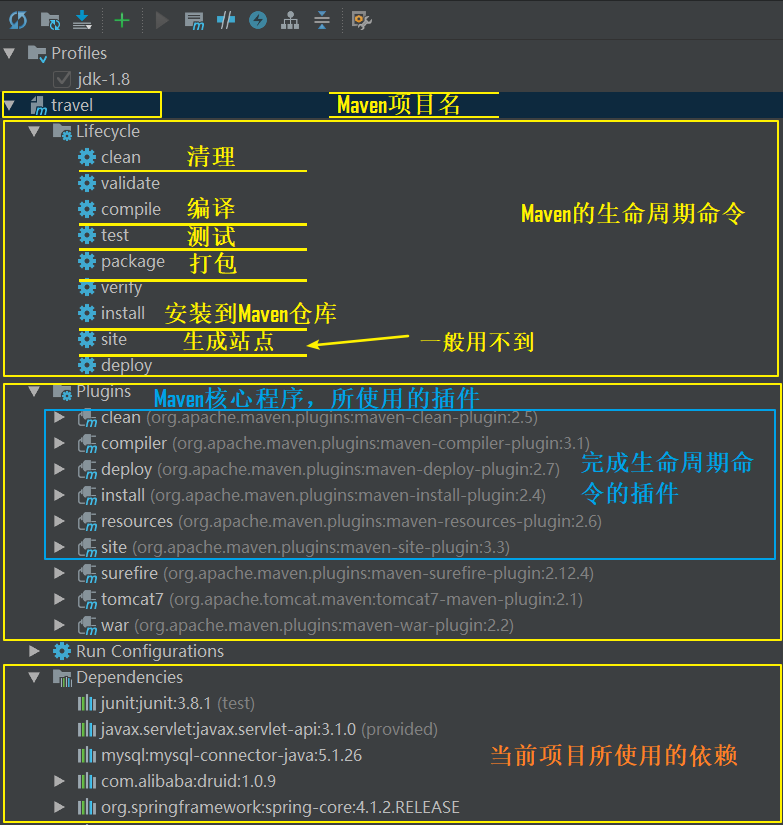 Profiles
jdk-1.8
travel Maven项目名
Lifecycle
clean 清理
validate
compile 编译
Maven的生命周期命令
test 测试
package 打包
verify
install 安装到Maven仓库
site 生成站点 一般用不到
deploy
Plugins Maven核心程序，所使用的插件
clean (org.apache.maven.plugins:maven-clean-plugin:2.5)
compiler (org.apache.maven.plugins:maven-compiler-plugin:3.1)
deploy (org.apache.maven.plugins:maven-deploy-plugin:2.7)
完成生命周期命
令的插件
install (org.apache.maven.plugins:maven-install-plugin:2.4)
resources (org.apache.maven.plugins:maven-resources-plugin:2.6)
site (org.apache.maven.plugins:maven-site-plugin:3.3)
surefire (org.apache.maven.plugins:maven-surefire-plugin:2.12.4)
tomcat7 (org.apache.tomcat.maven:tomcat7-maven-plugin:2.1)
war (org.apache.maven.plugins:maven-war-plugin:2.2)
Run Configurations
Dependencies
junit:junit:3.8.1 (test)
javax.servlet:javax.servlet-api:3.1.0 (provided)
mysql:mysql-connector-java:5.1.26 当前项目所使用的依赖
com.alibaba:druid:1.0.9
org.springframework:spring-core:4.1.2.RELEASE